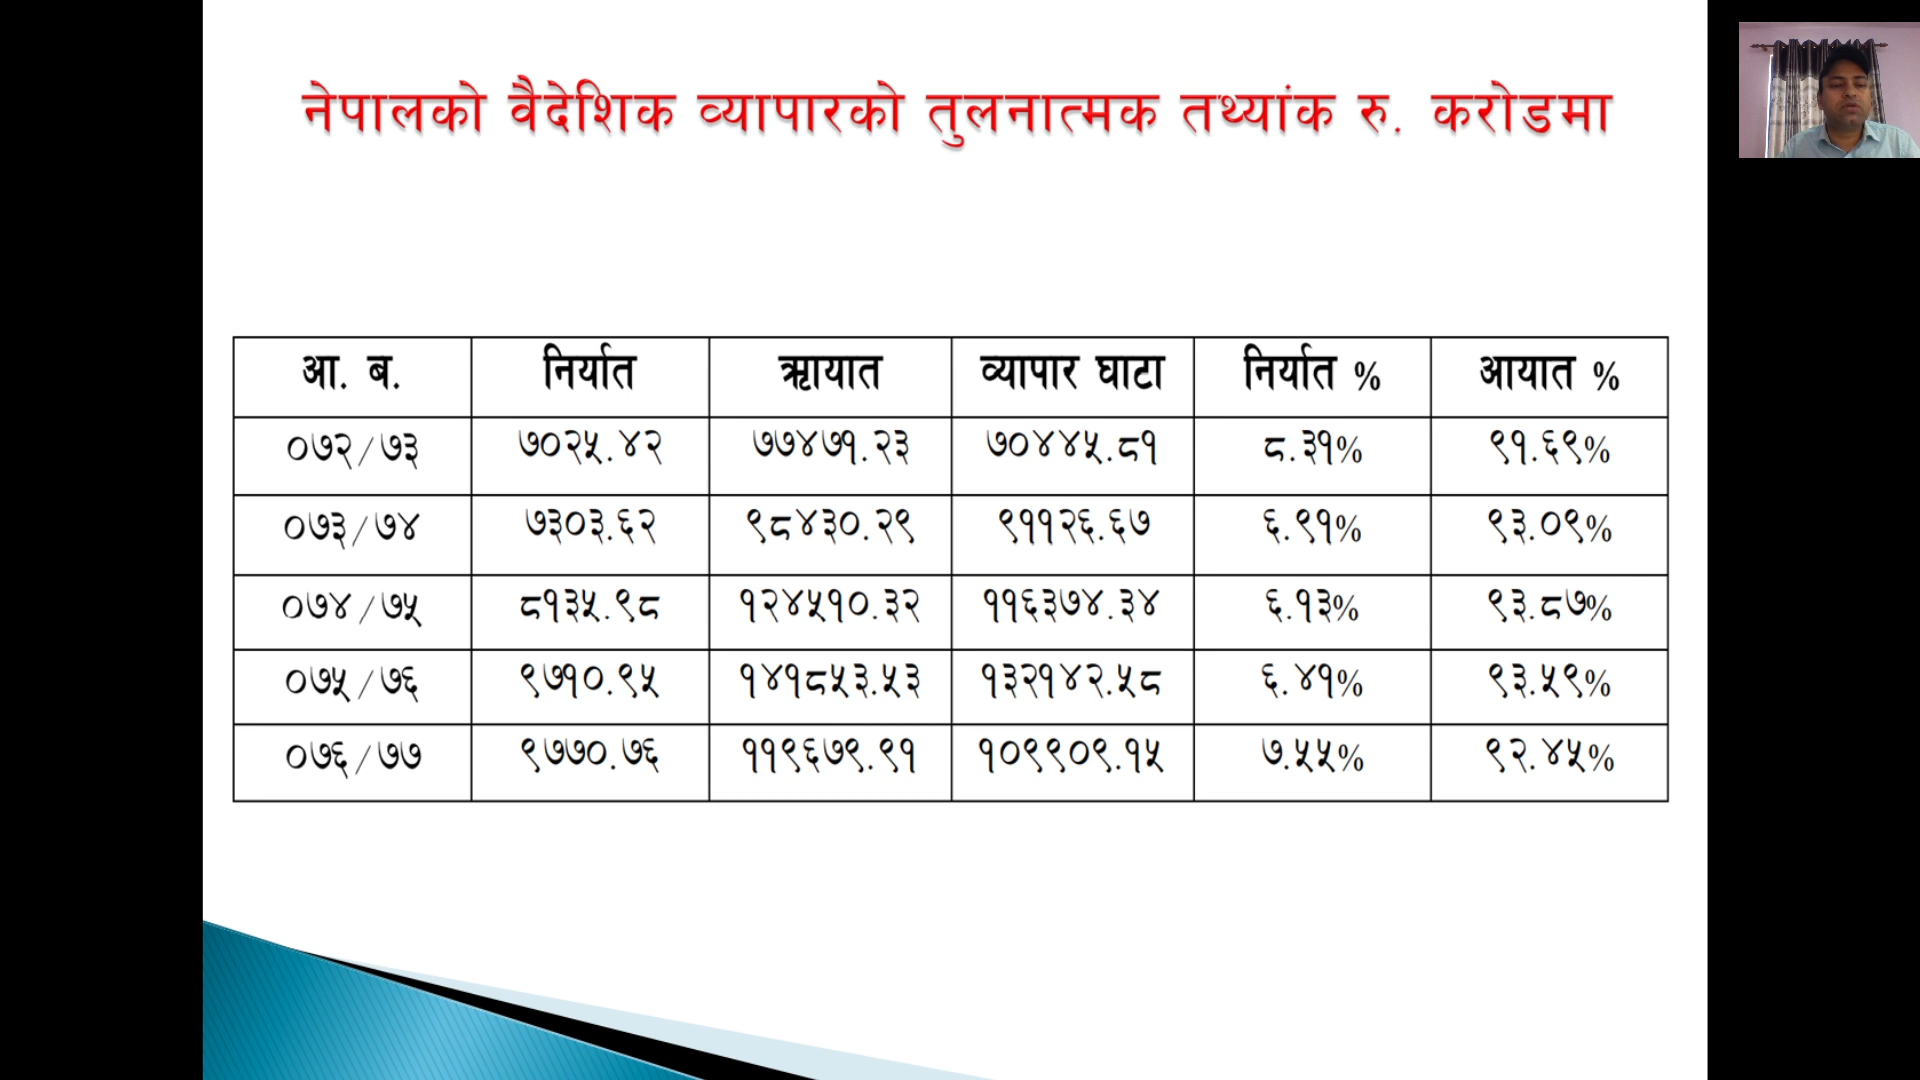 नेपालको वैदेशिक व्यापारको तुलनात्मक तथ्यांक रु. करोडमा
आ. ब. निर्यात ऋायात व्यापार घाटा निर्यात % आयात %
०७२/७३ ७०२५.४२ ७७४७१.२३ ७०४४५.८१ ८.३१% ९१.६९%
०७३/७४ ७३०३.६२ ९८४३०.२९ ९११२६.६७ ६.९१% ९३.०९%
०७४/७५ ८१३५.९८ १२४५१०.३२ ११६३७४.३४ ६.१३% ९३.८७%
०७५/७६ ९७१०.९५ १४१८५३.५३ १३२१४२.५८ ६.४१% ९३.५९%
०७६/७७ ९७७०.७६ ११९६७९.९१ १०९९०९.१५ ७.५५% ९२.४५%